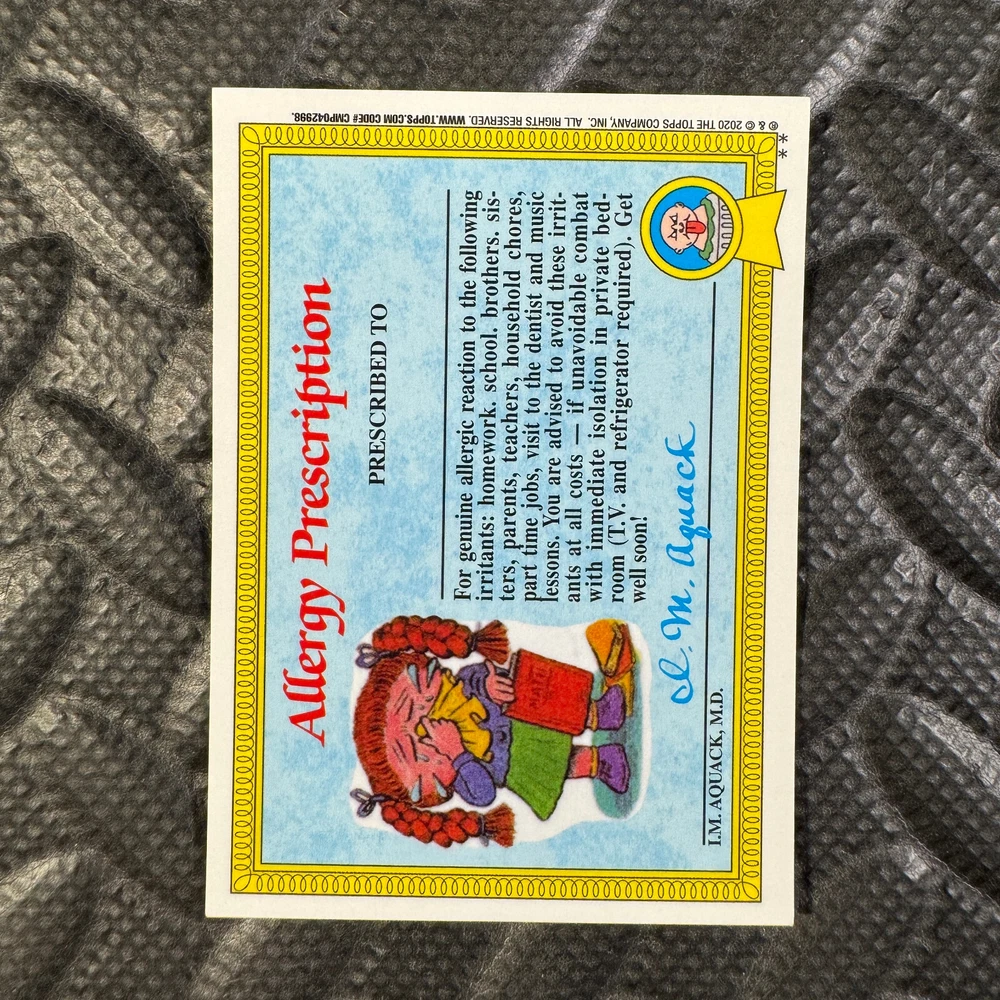 Allergy Prescription
PRESCRIBED TO
For genuine allergic reaction to the following
irritants: homework. school. brothers. sis-
ters, parents, teachers, household chores,
part time jobs, visit to the dentist and music
lessons. You are advised to avoid these irrit-
ants at all costs — if unavoidable combat
with immediate isolation in private bed-
room (T.V. and refrigerator required). Get
well soon!
I. M. Aquack
I.M. AQUACK, M.D.
** 
® & © 2020 THE TOPPS COMPANY, INC. ALL RIGHTS RESERVED. WWW.TOPPS.COM CODE# CMP042998.